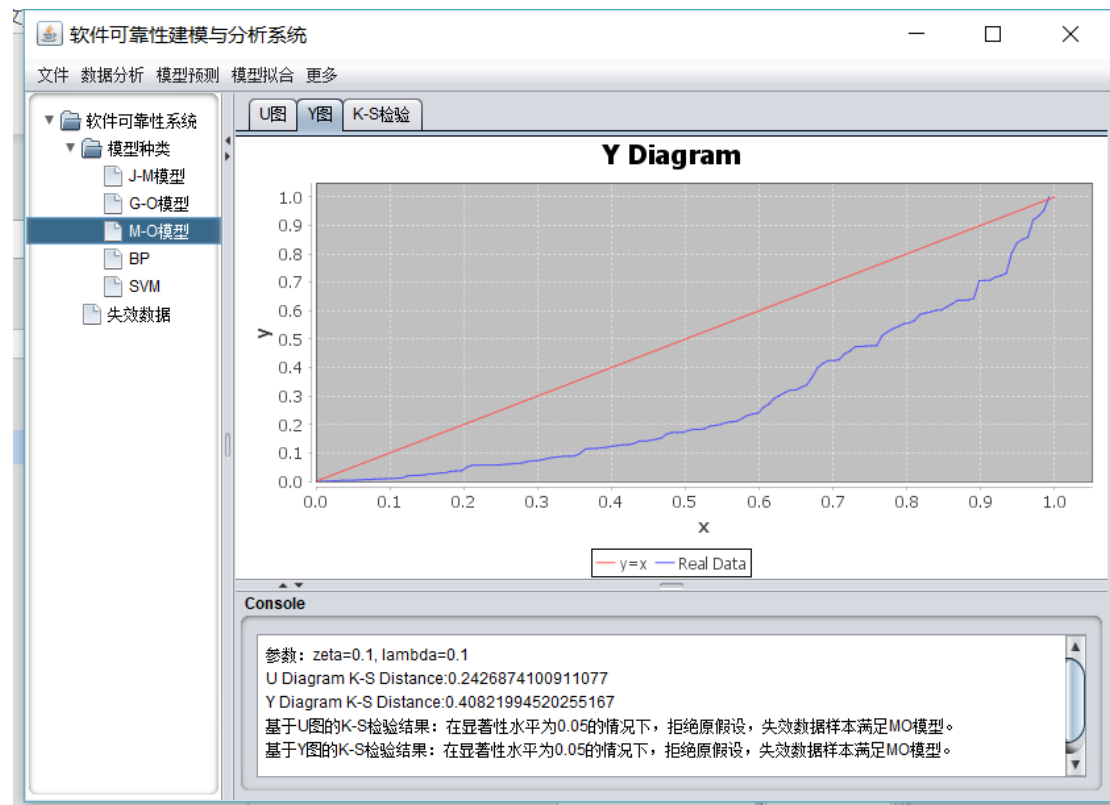 软件可靠性建模与分析系统
文件 数据分析 模型预测 模型拟合 更多
软件可靠性系统
模型种类
J-M模型
G-O模型
M-O模型
BP
SVM
失效数据
U图 Y图 K-S检验
Y Diagram
1.0
0.9
0.8
0.7
0.6
0.5
0.4
0.3
0.2
0.1
0.0
y
0.0 0.1 0.2 0.3 0.4 0.5 0.6 0.7 0.8 0.9 1.0
x
y=x Real Data
Console
参数：zeta=0.1, lambda=0.1
U Diagram K-S Distance:0.2426874100911077
Y Diagram K-S Distance:0.40821994520255167
基于U图的K-S检验结果：在显著性水平为0.05的情况下，拒绝原假设，失效数据样本满足MO模型。
基于Y图的K-S检验结果：在显著性水平为0.05的情况下，拒绝原假设，失效数据样本满足MO模型。